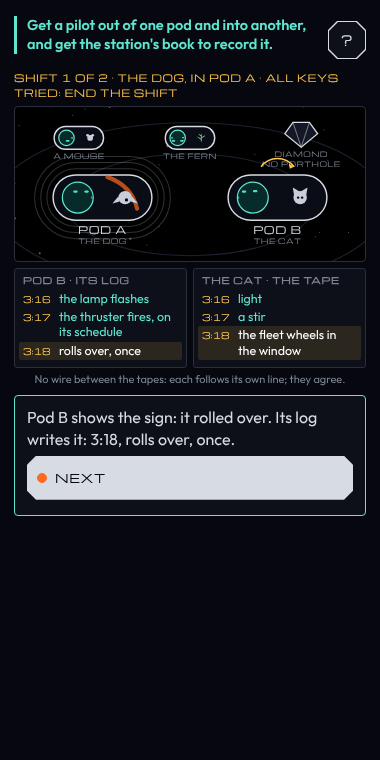 Get a pilot out of one pod and into another,
and get the station's book to record it.
?
SHIFT 1 OF 2 · THE DOG, IN POD A · ALL KEYS
TRIED: END THE SHIFT
A MOUSE
THE FERN
DIAMOND
NO PORTHOLE
POD A
THE DOG
POD B
THE CAT
POD B · ITS LOG
3:16 the lamp flashes
3:17 the thruster fires, on
its schedule
3:18 rolls over, once
THE CAT · THE TAPE
3:16 light
3:17 a stir
3:18 the fleet wheels in
the window
No wire between the tapes: each follows its own line; they agree.
Pod B shows the sign: it rolled over. Its log
writes it: 3:18, rolls over, once.
NEXT